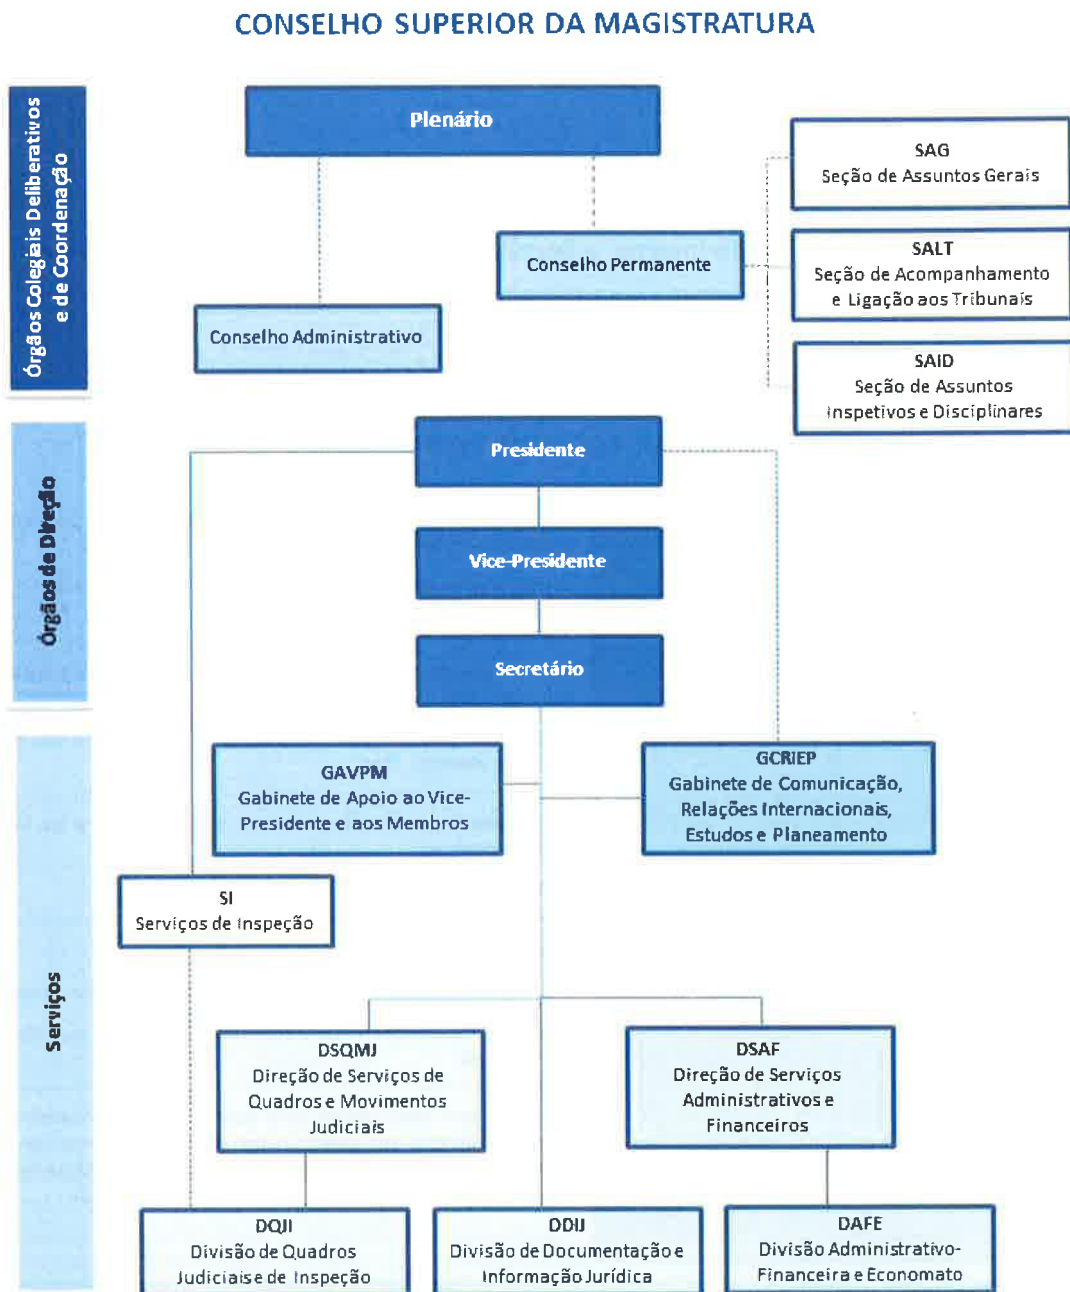 CONSELHO SUPERIOR DA MAGISTRATURA
Órgãos Colegiais Deliberativos
e de Coordenação
Plenário
SAG
Seção de Assuntos Gerais
Conselho Permanente
SALT
Seção de Acompanhamento
e Ligação aos Tribunais
Conselho Administrativo
SAID
Seção de Assuntos
Inspetivos e Disciplinares
Órgãos de Direção
Presidente
Vice-Presidente
Secretário
Serviços
GAVPM
Gabinete de Apoio ao Vice-
Presidente e aos Membros
GCRIEP
Gabinete de Comunicação,
Relações Internacionais,
Estudos e Planeamento
SI
Serviços de Inspeção
DSQMJ
Direção de Serviços de
Quadros e Movimentos
Judiciais
DSAF
Direção de Serviços
Administrativos e
Financeiros
DQJI
Divisão de Quadros
Judiciais e de Inspeção
DDIJ
Divisão de Documentação e
Informação Jurídica
DAFE
Divisão Administrativo-
Financeira e Economato